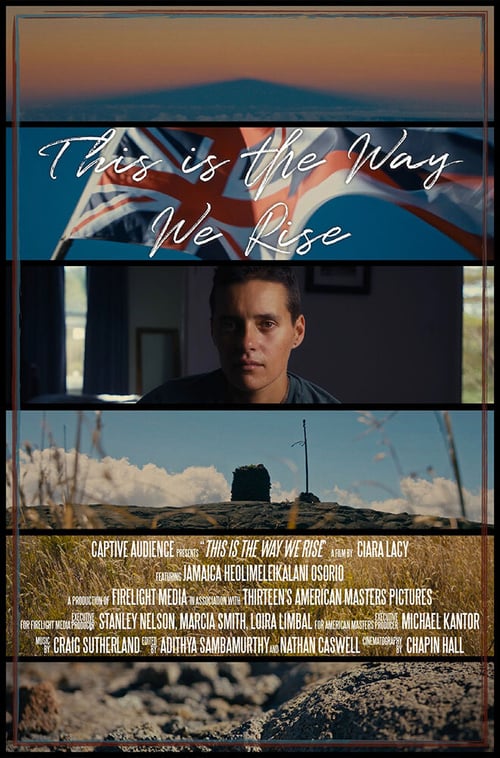 This is the Way
We Rise
CAPTIVE AUDIENCE PRESENTS "THIS IS THE WAY WE RISE" A FILM BY CIARA LACY
FEATURING JAMAICA HEOLIMELEIKALANI OSORIO
A PRODUCTION OF FIRELIGHT MEDIA IN ASSOCIATION WITH THIRTEEN'S AMERICAN MASTERS PICTURES
EXECUTIVE PRODUCERS FOR FIRELIGHT MEDIA STANLEY NELSON, MARCIA SMITH, LOIRA LIMBAL EXECUTIVE PRODUCER FOR AMERICAN MASTERS MICHAEL KANTOR
MUSIC BY CRAIG SUTHERLAND EDITED BY ADITHYA SAMBAMURTHY AND NATHAN CASWELL CINEMATOGRAPHY BY CHAPIN HALL